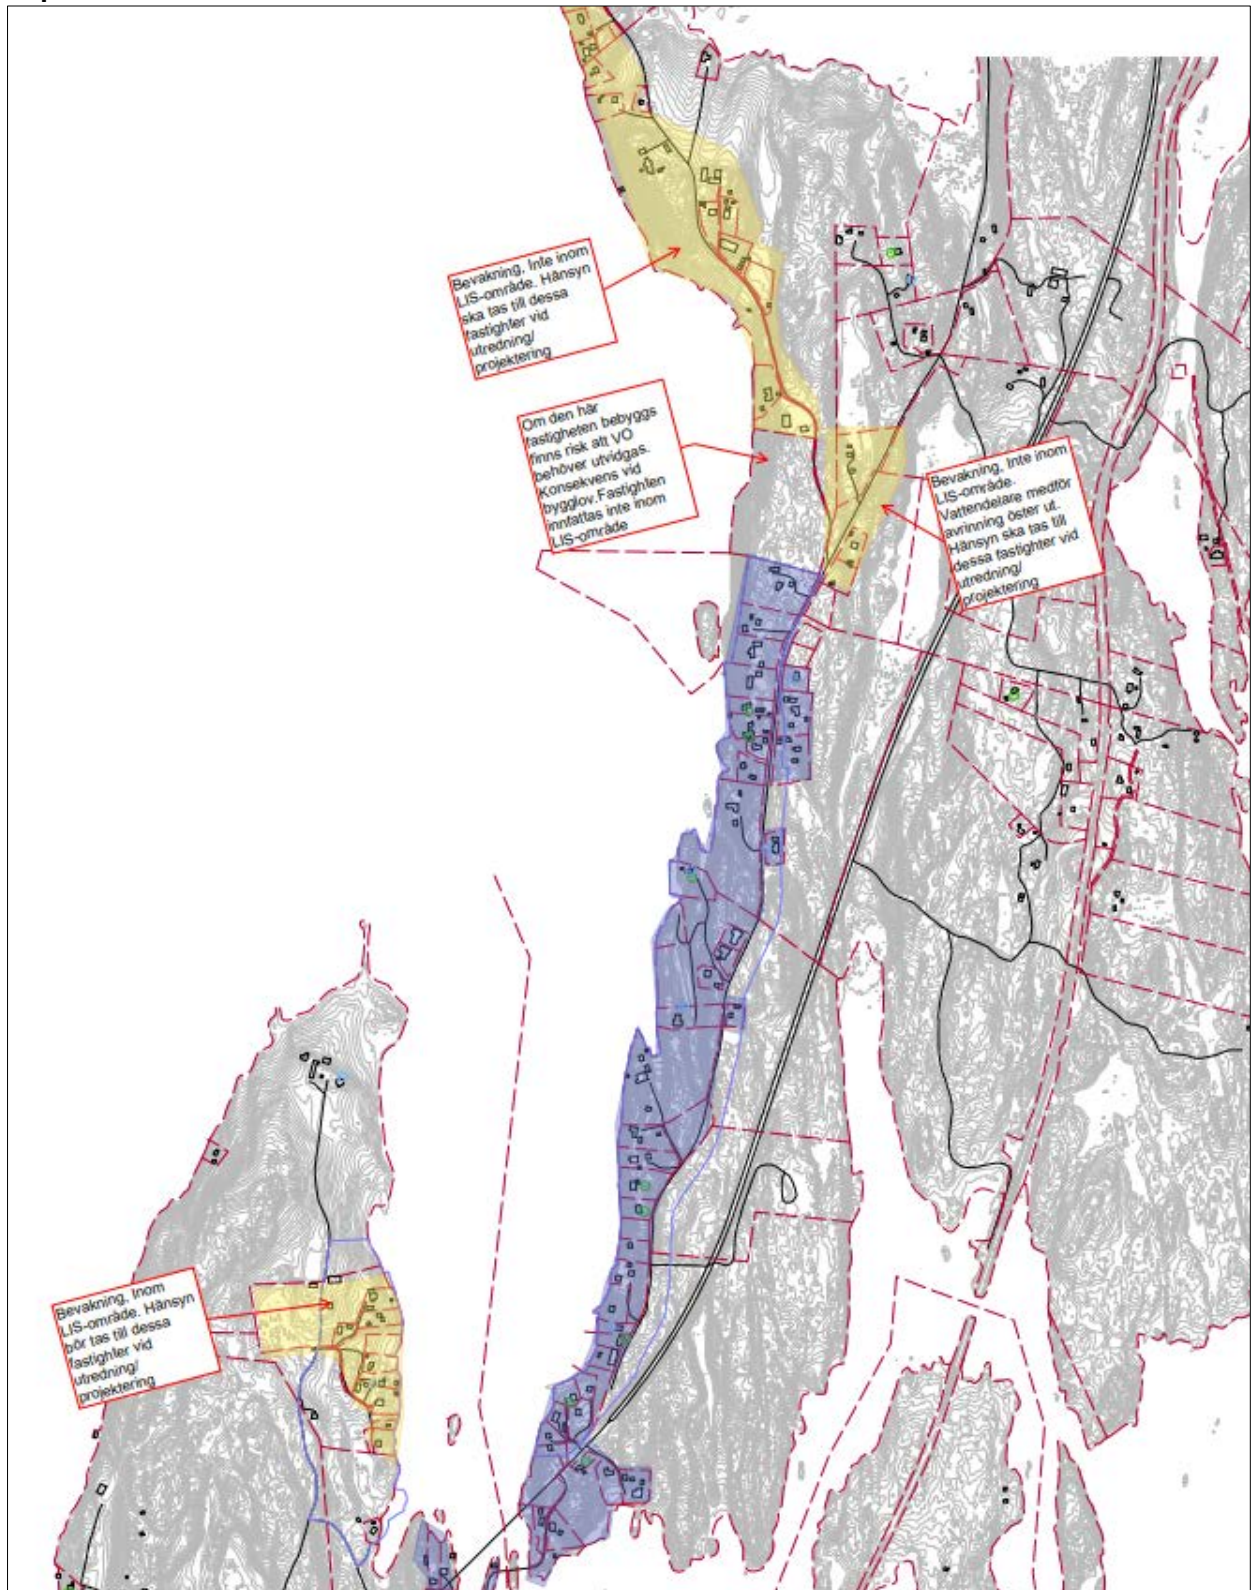 Bevakning, Inte inom
LIS-område. Hänsyn
ska tas till dessa
fastighter vid
utredning/
projektering
Om den här
fastigheten bebyggs
finns risk att VO
behöver utvidgas.
Konsekvens vid
bygglov.Fastighten
innfattas inte inom
LIS-område
Bevakning, Inte inom
LIS-område.
Vattendelare medför
avrinning öster ut.
Hänsyn ska tas till
dessa fastighter vid
utredning/
projektering
Bevakning, Inom
LIS-område. Hänsyn
bör tas till dessa
fastighter vid
utredning/
projektering